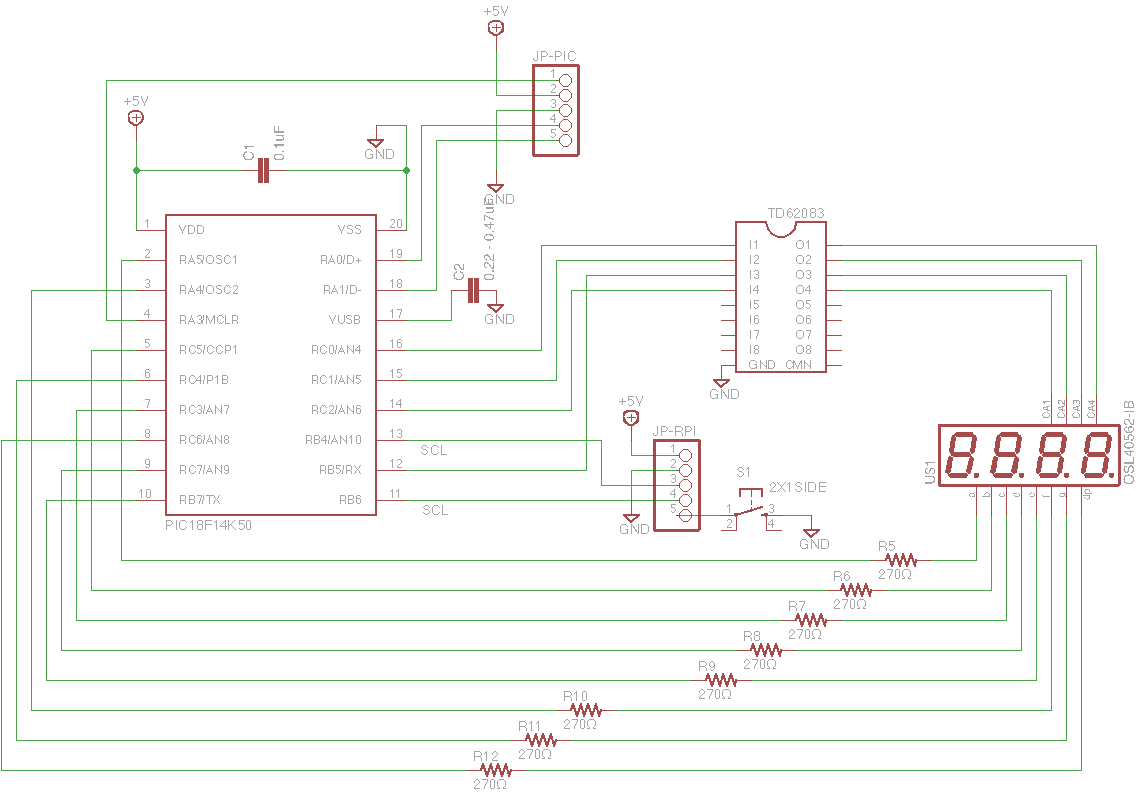 +5V
JP-PIC
1
2
3
4
5
+5V
C1
0.1uF
GND
GND
1 VDD VSS 20
2 RA5/OSC1 RA0/D+ 19
3 RA4/OSC2 RA1/D- 18
4 RA3/MCLR VUSB 17
5 RC5/CCP1 RC0/AN4 16
6 RC4/P1B RC1/AN5 15
7 RC3/AN7 RC2/AN6 14
8 RC6/AN8 RB4/AN10 13
9 RC7/AN9 RB5/RX 12
10 RB7/TX RB6 11
PIC18F14K50
SCL
SCL
C2
0.22 - 0.47uF
GND
TD62083
I1 O1
I2 O2
I3 O3
I4 O4
I5 O5
I6 O6
I7 O7
I8 O8
GND CMN
GND
+5V
JP-RPI
1
2
3
4
5
GND
S1
2X1SIDE
1 3
2 4
GND
CA1
CA2
CA3
CA4
US1
8.8.8.8.
OSL40562-IB
a
b
c
d
e
f
g
dp
R5
270Ω
R6
270Ω
R7
270Ω
R8
270Ω
R9
270Ω
R10
270Ω
R11
270Ω
R12
270Ω